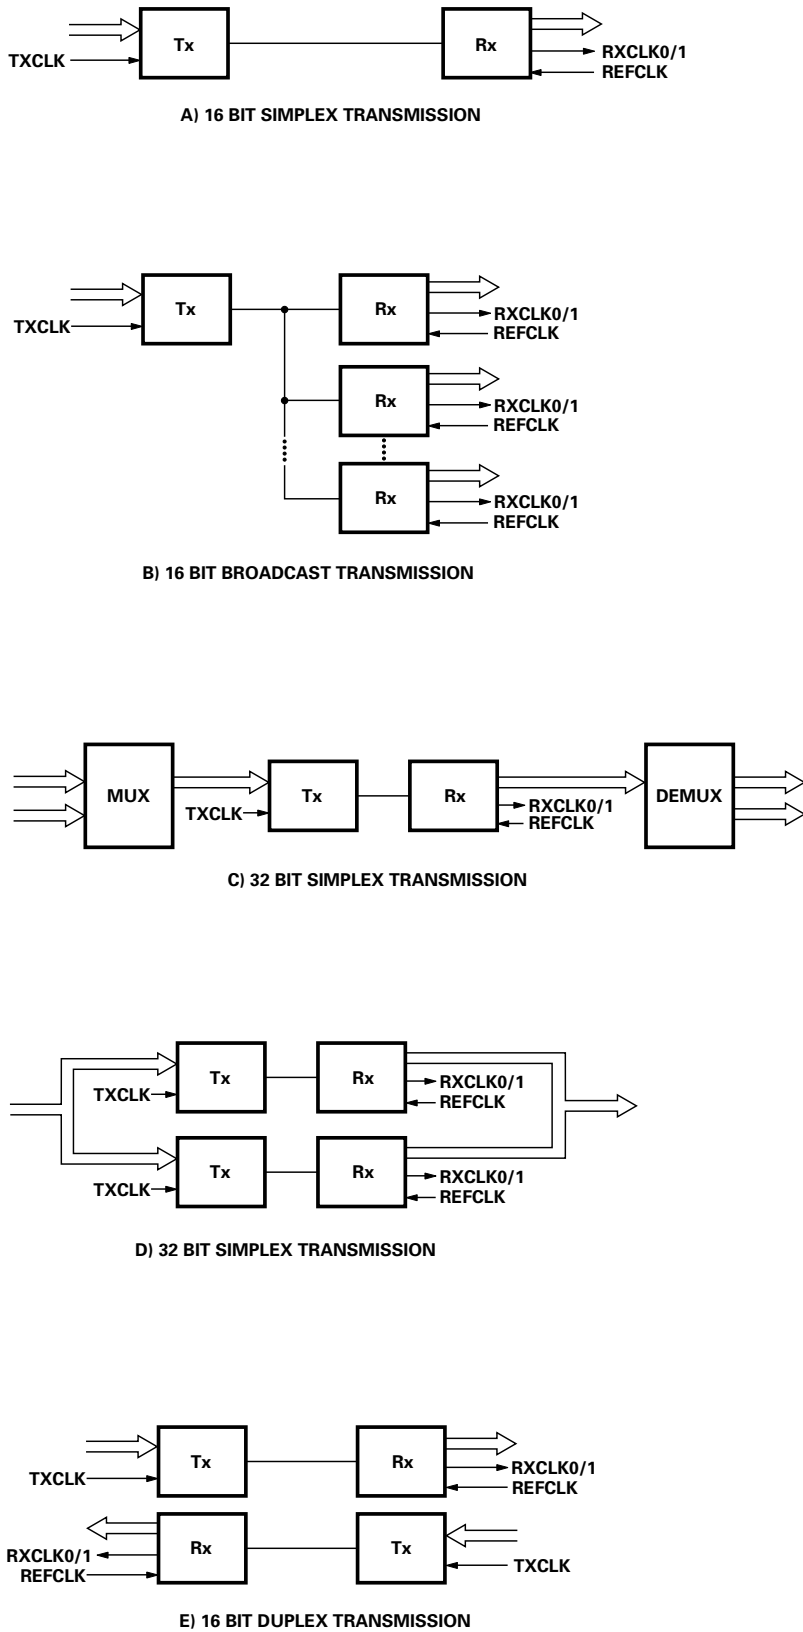 Tx
Rx
TXCLK
RXCLK0/1
REFCLK
A) 16 BIT SIMPLEX TRANSMISSION
Tx
Rx
TXCLK
RXCLK0/1
REFCLK
Rx
RXCLK0/1
REFCLK
Rx
RXCLK0/1
REFCLK
B) 16 BIT BROADCAST TRANSMISSION
MUX
Tx
Rx
DEMUX
TXCLK
RXCLK0/1
REFCLK
C) 32 BIT SIMPLEX TRANSMISSION
Tx
Rx
TXCLK
RXCLK0/1
REFCLK
Tx
Rx
TXCLK
RXCLK0/1
REFCLK
D) 32 BIT SIMPLEX TRANSMISSION
Tx
Rx
TXCLK
RXCLK0/1
REFCLK
Rx
Tx
RXCLK0/1
REFCLK
TXCLK
E) 16 BIT DUPLEX TRANSMISSION